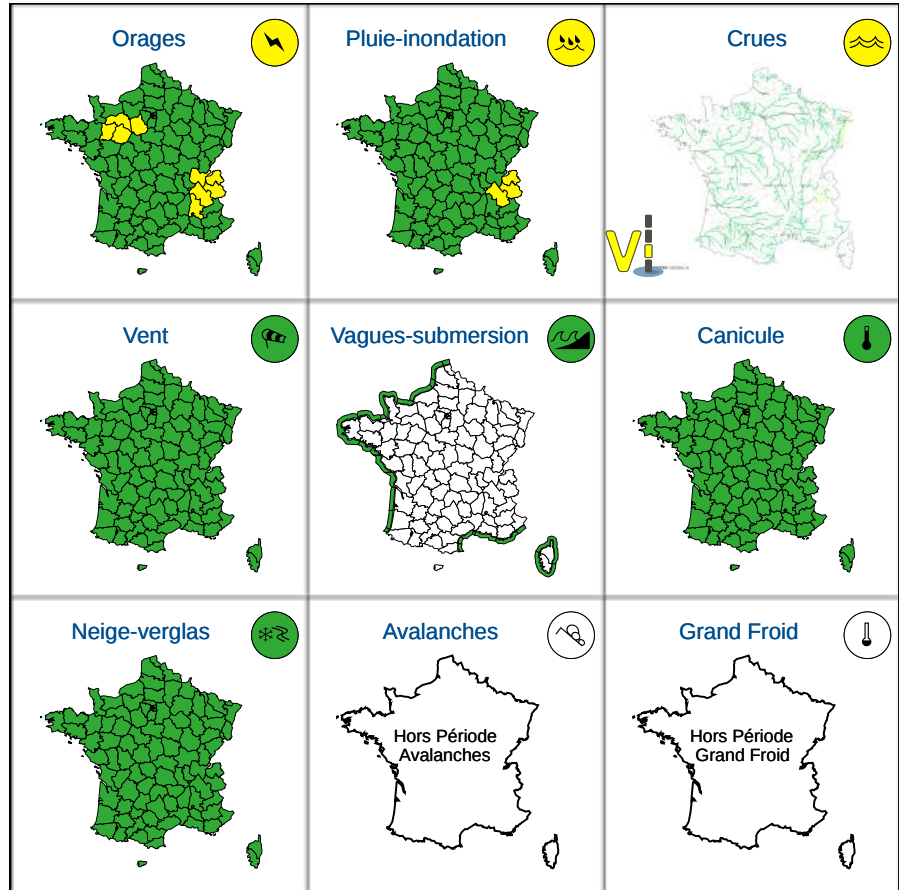 Orages
Pluie-inondation
Crues
Vi
Vent
Vagues-submersion
Canicule
Neige-verglas
Avalanches
Grand Froid
Hors Période
Avalanches
Hors Période
Grand Froid